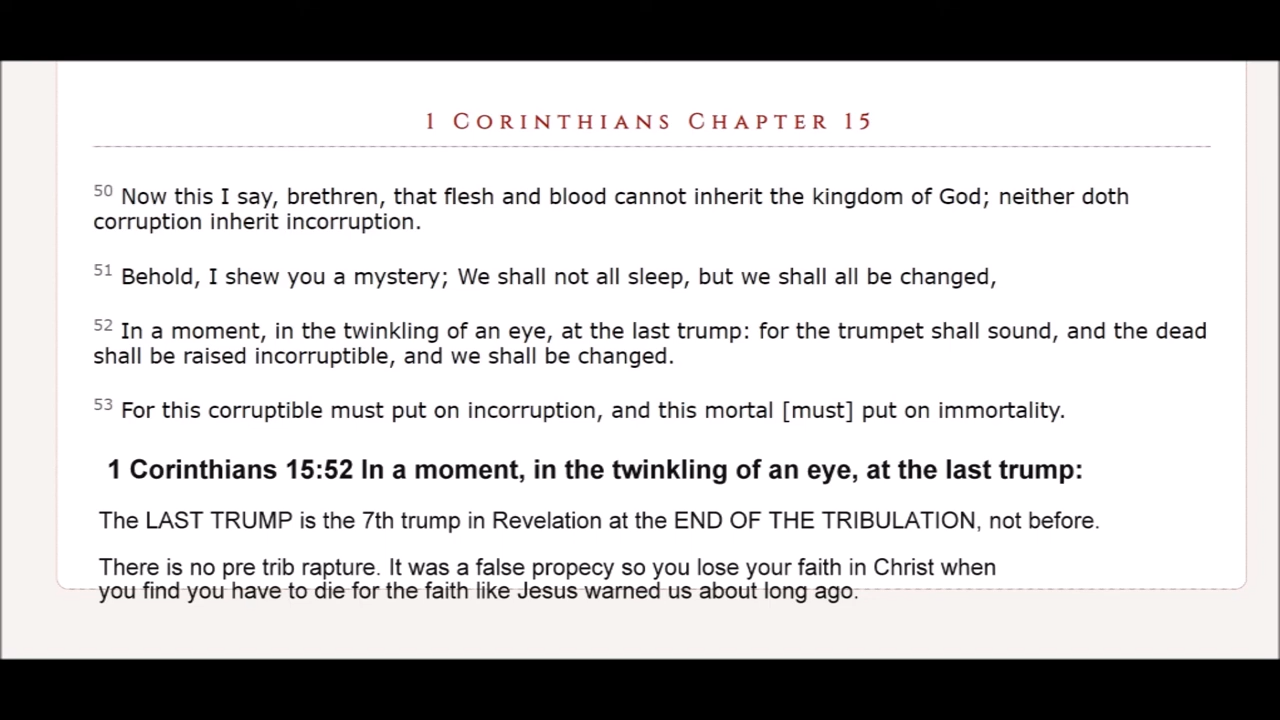 1 Corinthians Chapter 15
50 Now this I say, brethren, that flesh and blood cannot inherit the kingdom of God; neither doth
corruption inherit incorruption.
51 Behold, I shew you a mystery; We shall not all sleep, but we shall all be changed,
52 In a moment, in the twinkling of an eye, at the last trump: for the trumpet shall sound, and the dead
shall be raised incorruptible, and we shall be changed.
53 For this corruptible must put on incorruption, and this mortal [must] put on immortality.
1 Corinthians 15:52 In a moment, in the twinkling of an eye, at the last trump:
The LAST TRUMP is the 7th trump in Revelation at the END OF THE TRIBULATION, not before.
There is no pre trib rapture. It was a false propecy so you lose your faith in Christ when
you find you have to die for the faith like Jesus warned us about long ago.